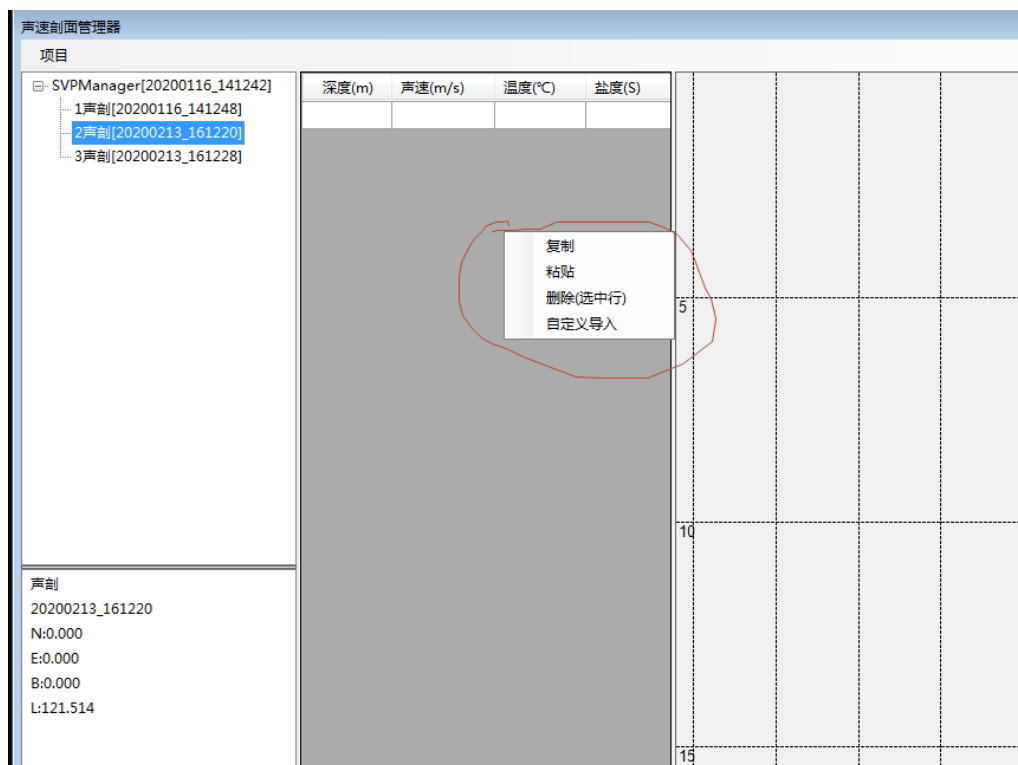 声速剖面管理器
项目
SVPManager[20200116_141242]
1声剖[20200116_141248]
2声剖[20200213_161220]
3声剖[20200213_161228]
深度(m) 声速(m/s) 温度(℃) 盐度(S)
复制
粘贴
删除(选中行)
自定义导入
5
10
15
声剖
20200213_161220
N:0.000
E:0.000
B:0.000
L:121.514